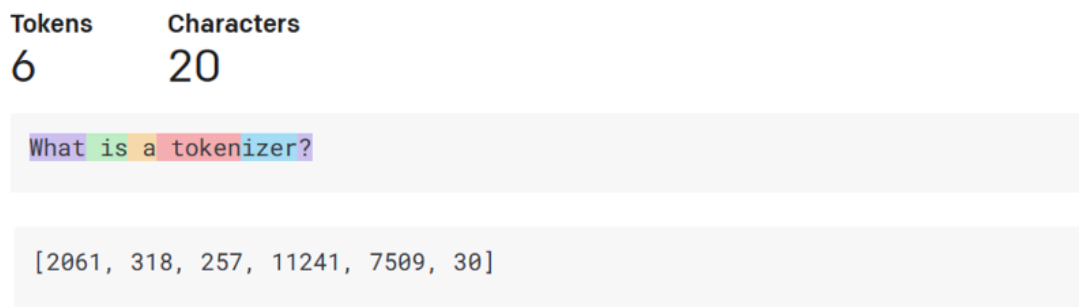 Tokens Characters
6 20
What is a tokenizer?
[2061, 318, 257, 11241, 7509, 30]